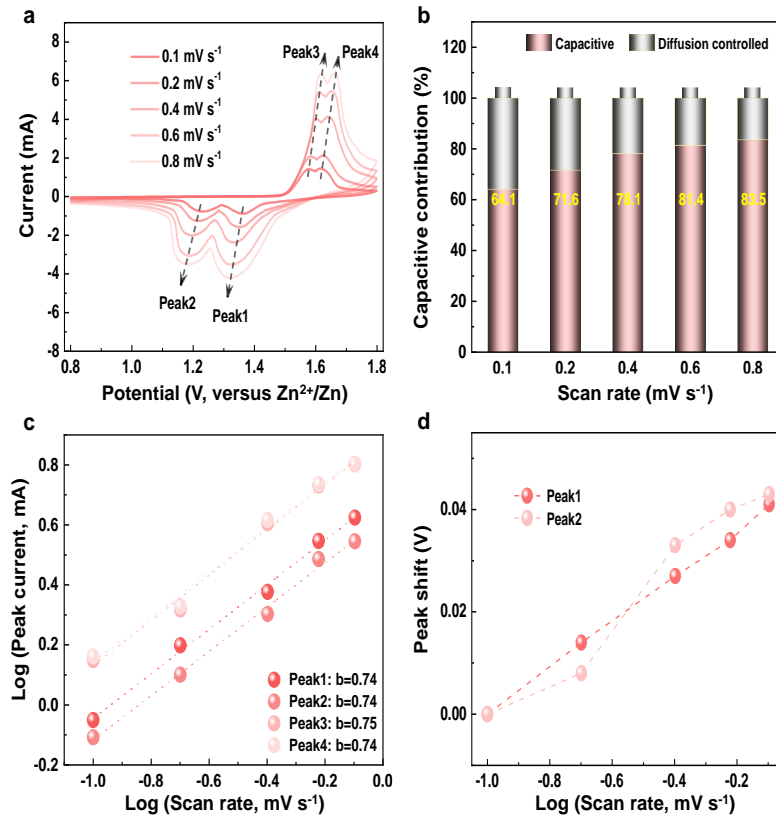 a
Current (mA)
8
6
4
2
0
-2
-4
-6
-8
0.1 mV s⁻¹
0.2 mV s⁻¹
0.4 mV s⁻¹
0.6 mV s⁻¹
0.8 mV s⁻¹
Peak3
Peak4
Peak2
Peak1
0.8 1.0 1.2 1.4 1.6 1.8
Potential (V, versus Zn²⁺/Zn)
b
Capacitive contribution (%)
120
100
80
60
40
20
0
Capacitive Diffusion controlled
64.1 71.6 78.1 81.4 83.5
0.1 0.2 0.4 0.6 0.8
Scan rate (mV s⁻¹)
c
Log (Peak current, mA)
0.8
0.6
0.4
0.2
0.0
-0.2
Peak1: b=0.74
Peak2: b=0.74
Peak3: b=0.75
Peak4: b=0.74
-1.0 -0.8 -0.6 -0.4 -0.2 0.0
Log (Scan rate, mV s⁻¹)
d
Peak shift (V)
0.04
0.02
0.00
Peak1
Peak2
-1.0 -0.8 -0.6 -0.4 -0.2
Log (Scan rate, mV s⁻¹)